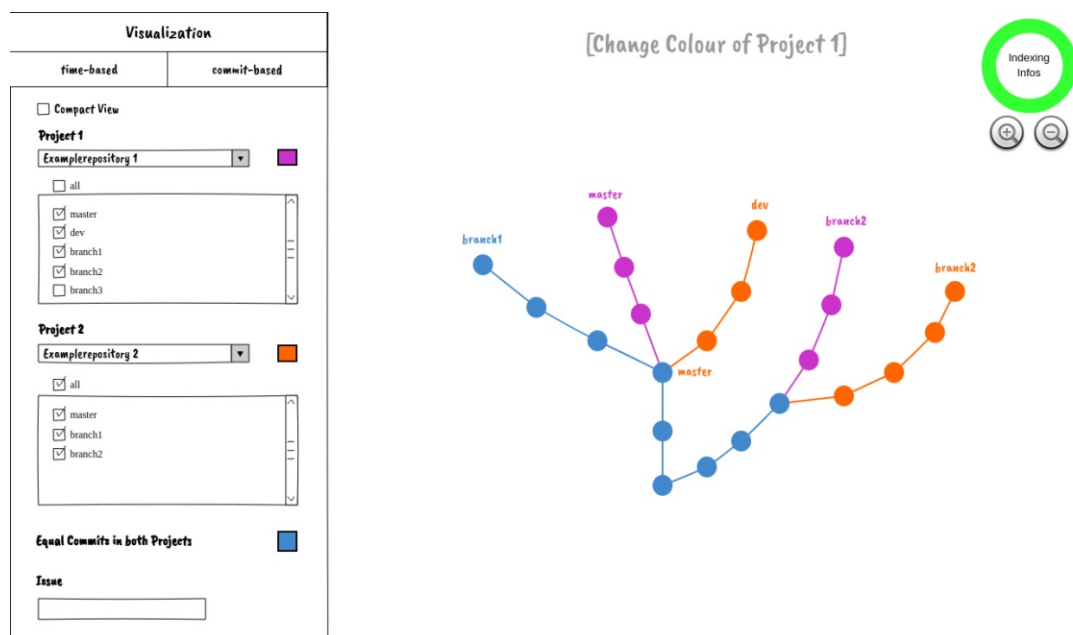 Visualization
time-based
commit-based
Compact View
Project 1
Examplerepository 1
all
master
dev
branch1
branch2
branch3
Project 2
Examplerepository 2
all
master
branch1
branch2
Equal Commits in both Projects
Issue
[Change Colour of Project 1]
Indexing
Infos
master
dev
branch2
branch1
branch2
master